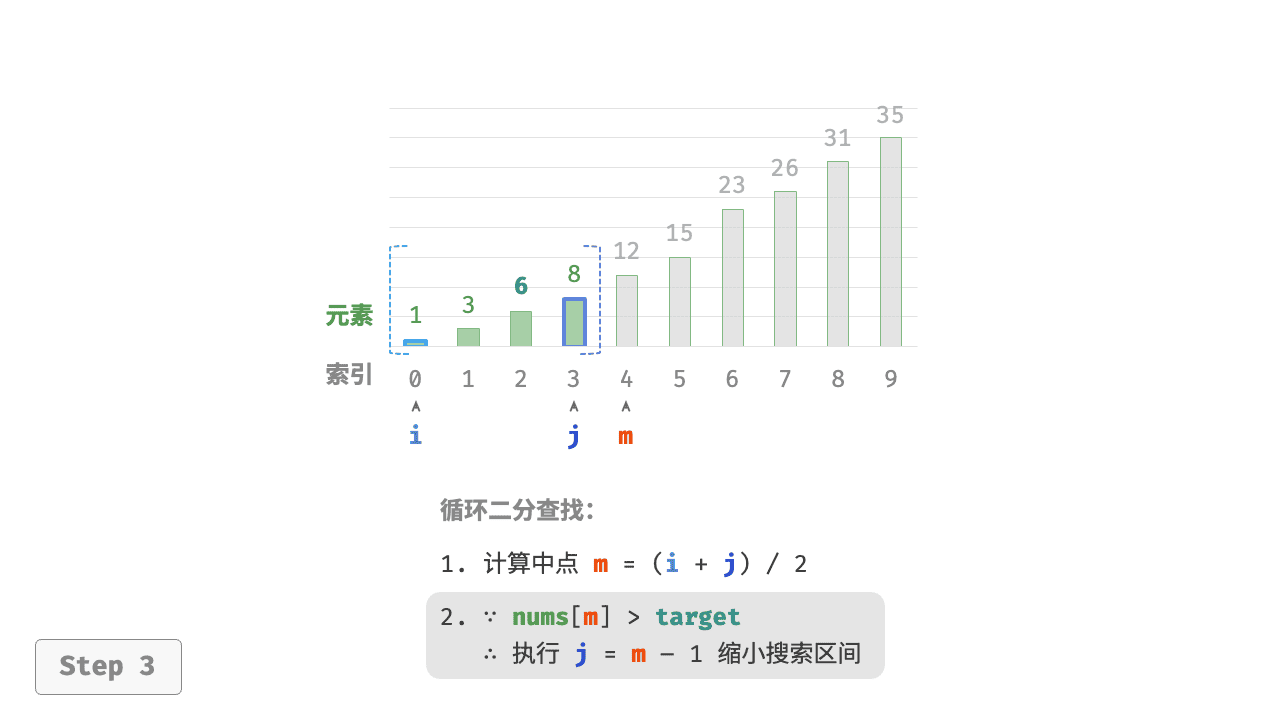 35
31
26
23
15
12
8
6
3
1
元素
索引 0 1 2 3 4 5 6 7 8 9
i j m
循环二分查找:
1. 计算中点 m = (i + j) / 2
2. ∵ nums[m] > target
∴ 执行 j = m − 1 缩小搜索区间
Step 3